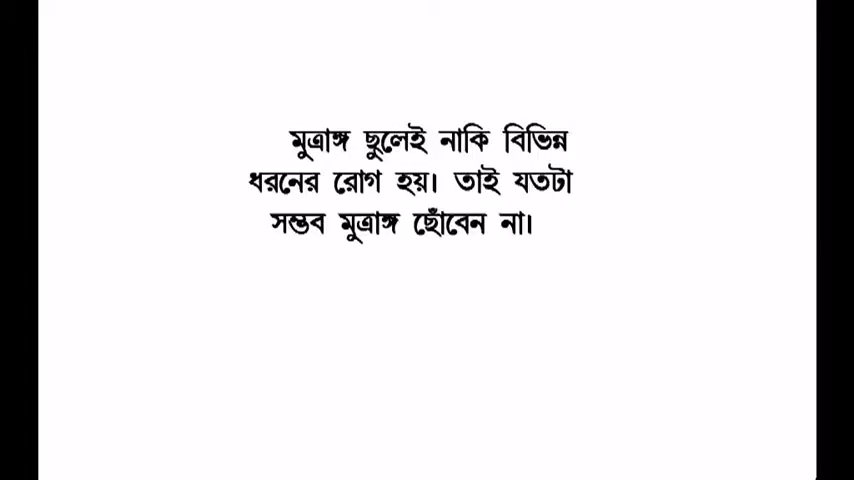 মুত্রাঙ্গ ছুলেই নাকি বিভিন্ন
ধরনের রোগ হয়। তাই যতটা
সম্ভব মুত্রাঙ্গ ছোঁবেন না।